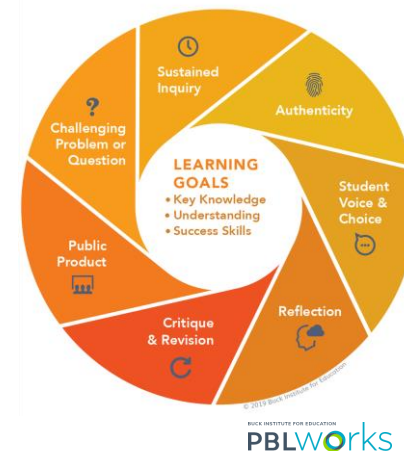 Sustained
Inquiry
Authenticity
?
Challenging
Problem or
Question
LEARNING
GOALS
• Key Knowledge
• Understanding
• Success Skills
Student
Voice &
Choice
Public
Product
Reflection
Critique
& Revision
© 2019 Buck Institute for Education
BUCK INSTITUTE FOR EDUCATION
PBLWorks